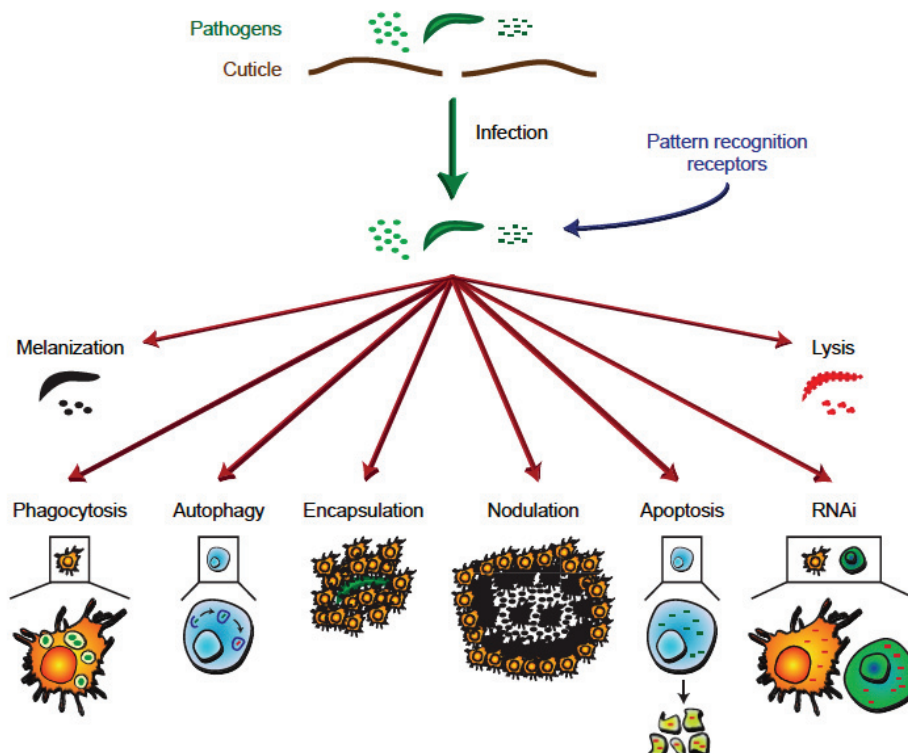 Pathogens
Cuticle
Infection
Pattern recognition
receptors
Melanization
Lysis
Phagocytosis
Autophagy
Encapsulation
Nodulation
Apoptosis
RNAi